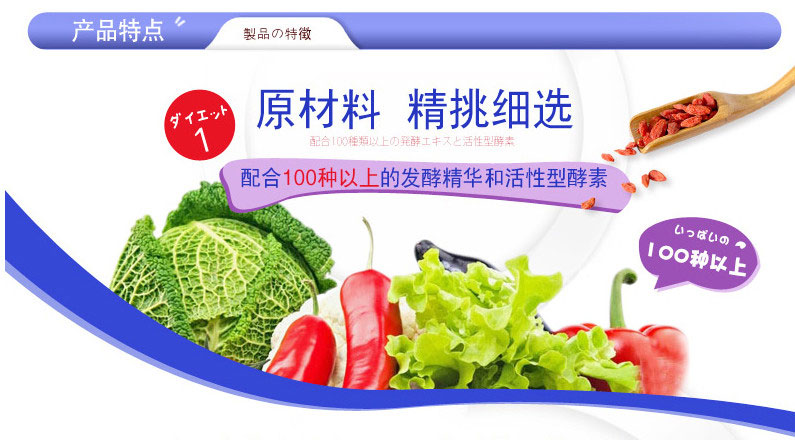 产品特点
製品の特徴
ダイエット
1
原材料 精挑细选
配合100種類以上の発酵エキスと活性型酵素
配合100种以上的发酵精华和活性型酵素
いっぱいの
100种以上